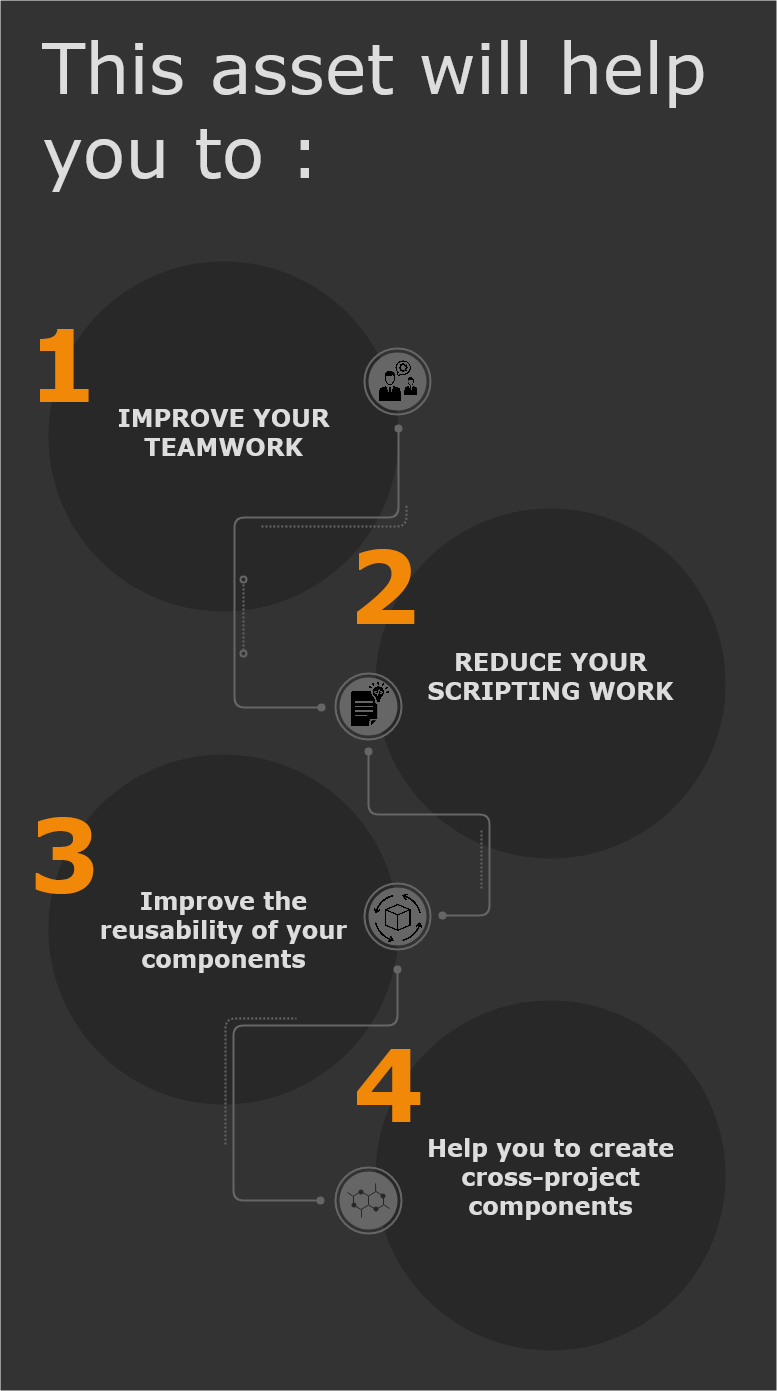 This asset will help
you to :
1
IMPROVE YOUR
TEAMWORK
2
REDUCE YOUR
SCRIPTING WORK
3
Improve the
reusability of your
components
4
Help you to create
cross-project
components